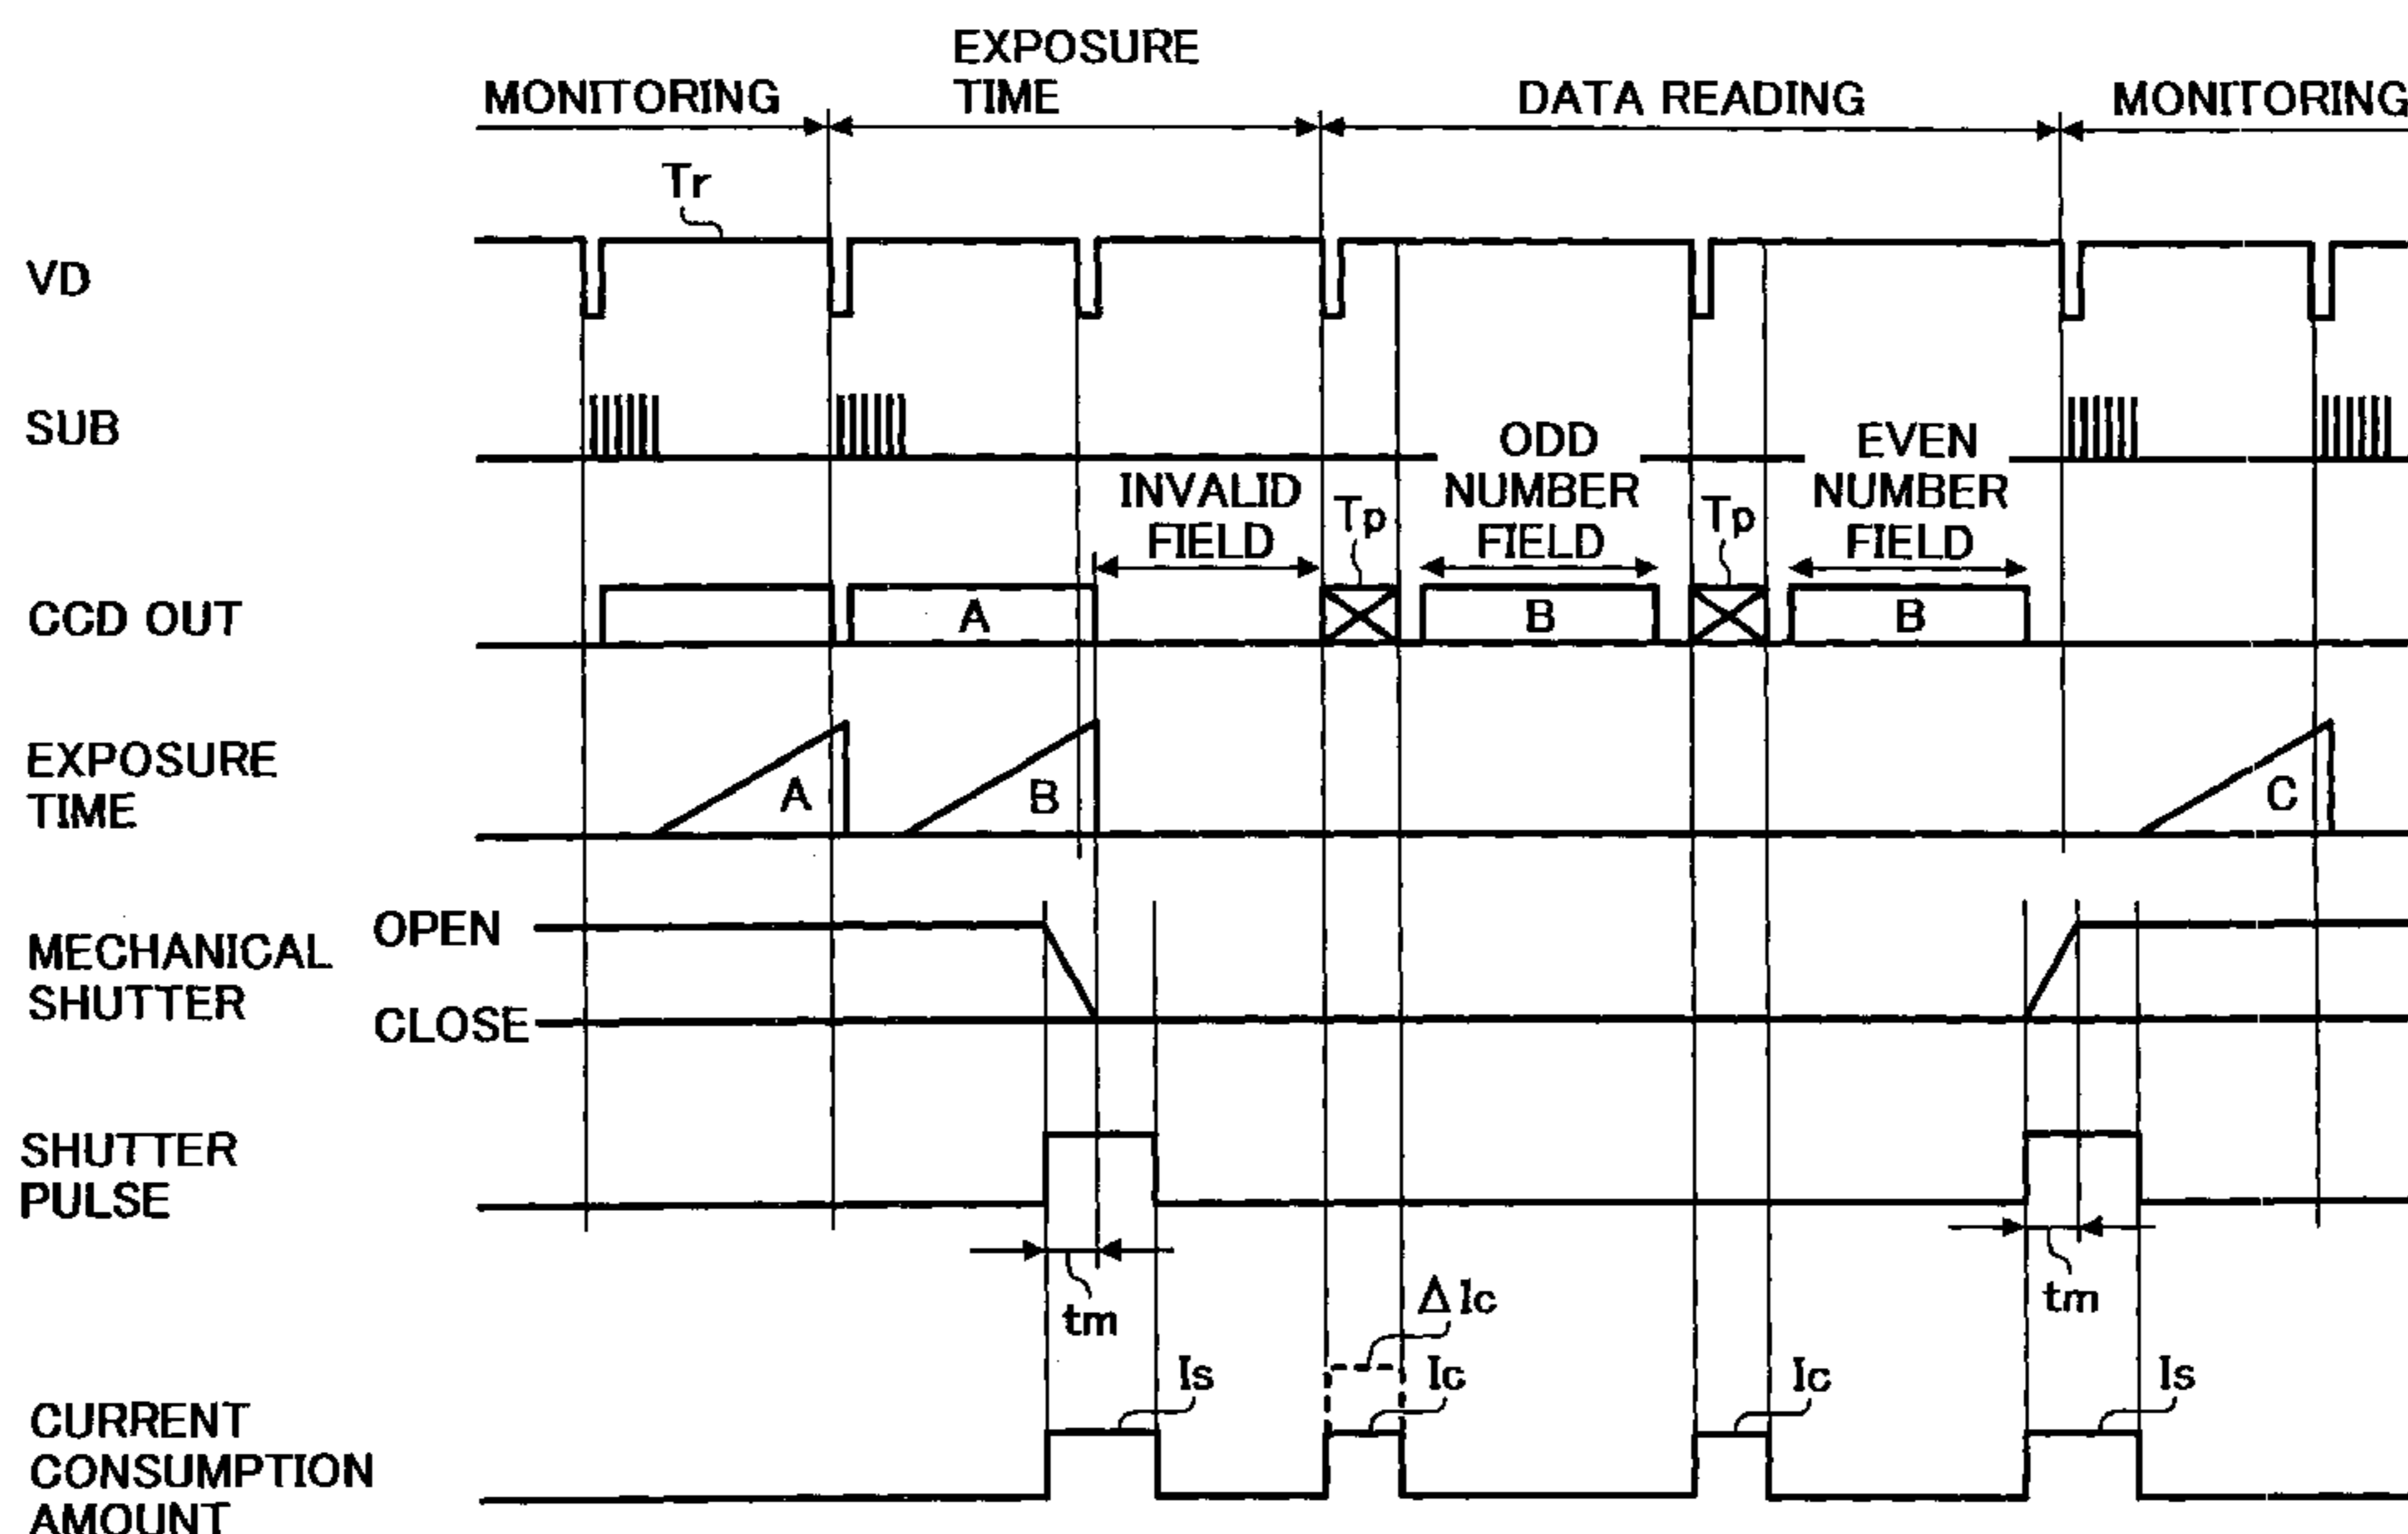 EXPOSURE
TIME
MONITORING
DATA READING
MONITORING
Tr
VD
SUB
ODD
NUMBER
FIELD
EVEN
NUMBER
FIELD
INVALID
FIELD
Tp
Tp
CCD OUT
A
B
B
EXPOSURE
TIME
A
B
C
MECHANICAL
SHUTTER
OPEN
CLOSE
SHUTTER
PULSE
tm
tm
ΔIc
Is
Ic
Ic
Is
CURRENT
CONSUMPTION
AMOUNT